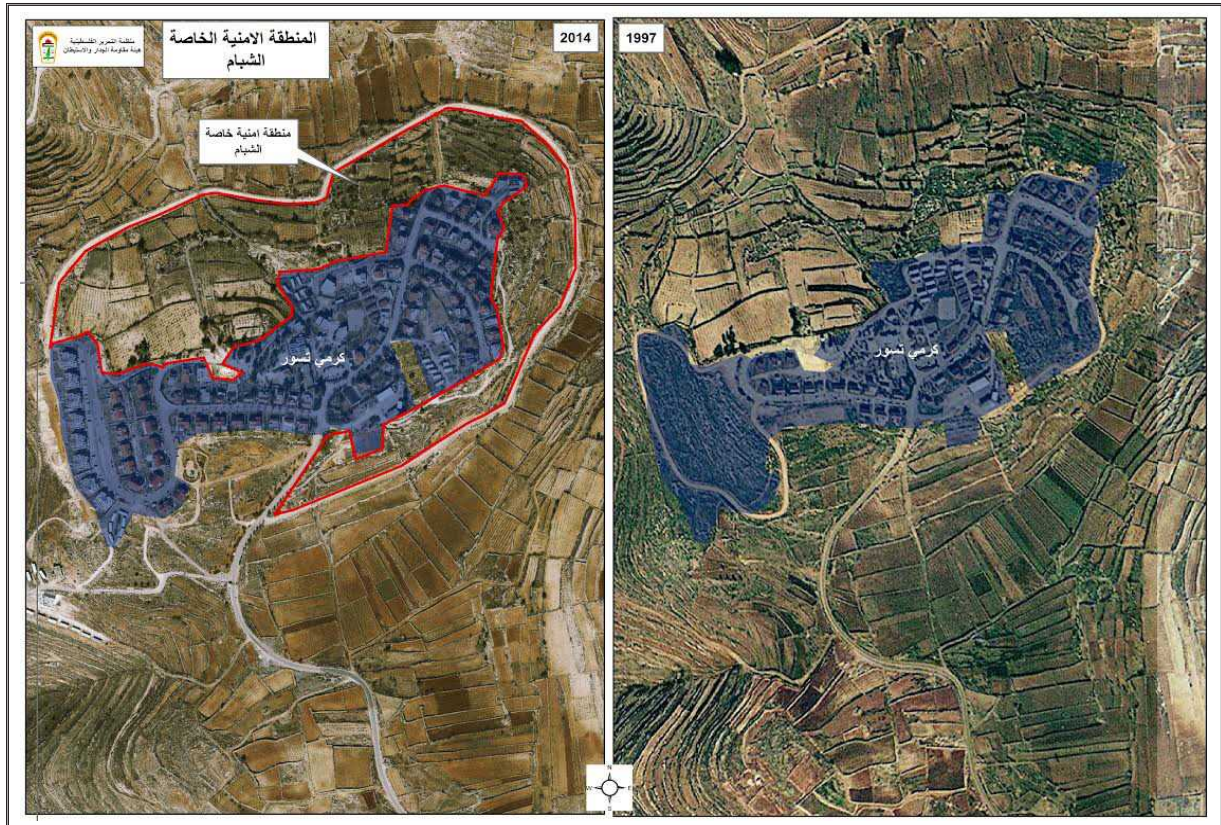 منظمة التحرير الفلسطينية
هيئة مقاومة الجدار والاستيطان
المنطقة الامنية الخاصة
الشبام
2014
1997
منطقة امنية خاصة
الشبام
كرمي تسور
كرمي تسور
N
W E
S